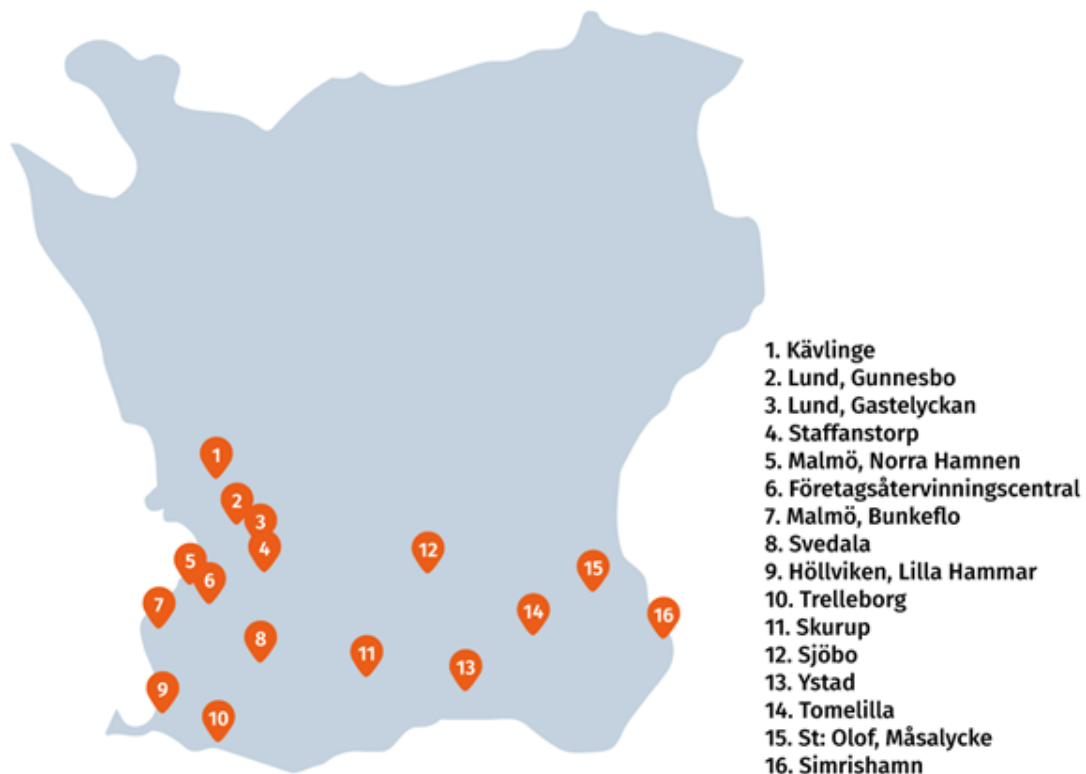 1
2
3
4
5
6
7
8
9
10
11
12
13
14
15
16
1. Kävlinge
2. Lund, Gunnesbo
3. Lund, Gastelyckan
4. Staffanstorp
5. Malmö, Norra Hamnen
6. Företagsåtervinningscentral
7. Malmö, Bunkeflo
8. Svedala
9. Höllviken, Lilla Hammar
10. Trelleborg
11. Skurup
12. Sjöbo
13. Ystad
14. Tomelilla
15. St: Olof, Måsalycke
16. Simrishamn